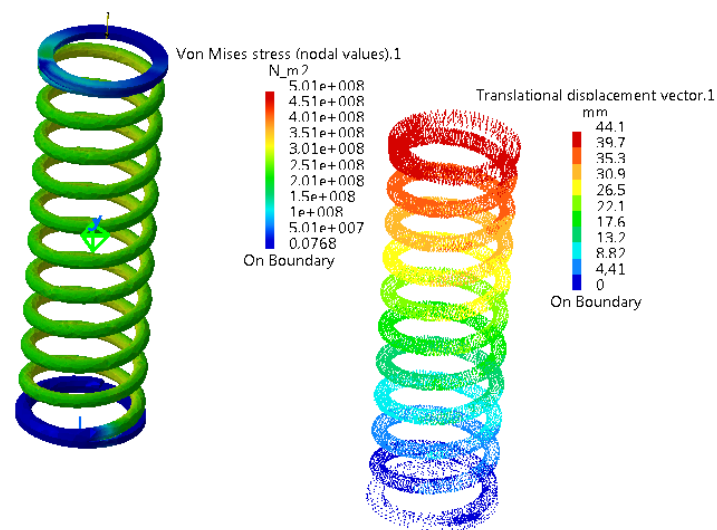 Von Mises stress (nodal values).1
N_m2
5.01e+008
4.51e+008
4.01e+008
3.51e+008
3.01e+008
2.51e+008
2.01e+008
1.5e+008
1e+008
5.01e+007
0.0768
On Boundary
Translational displacement vector.1
mm
44.1
39.7
35.3
30.9
26.5
22.1
17.6
13.2
8.82
4.41
0
On Boundary